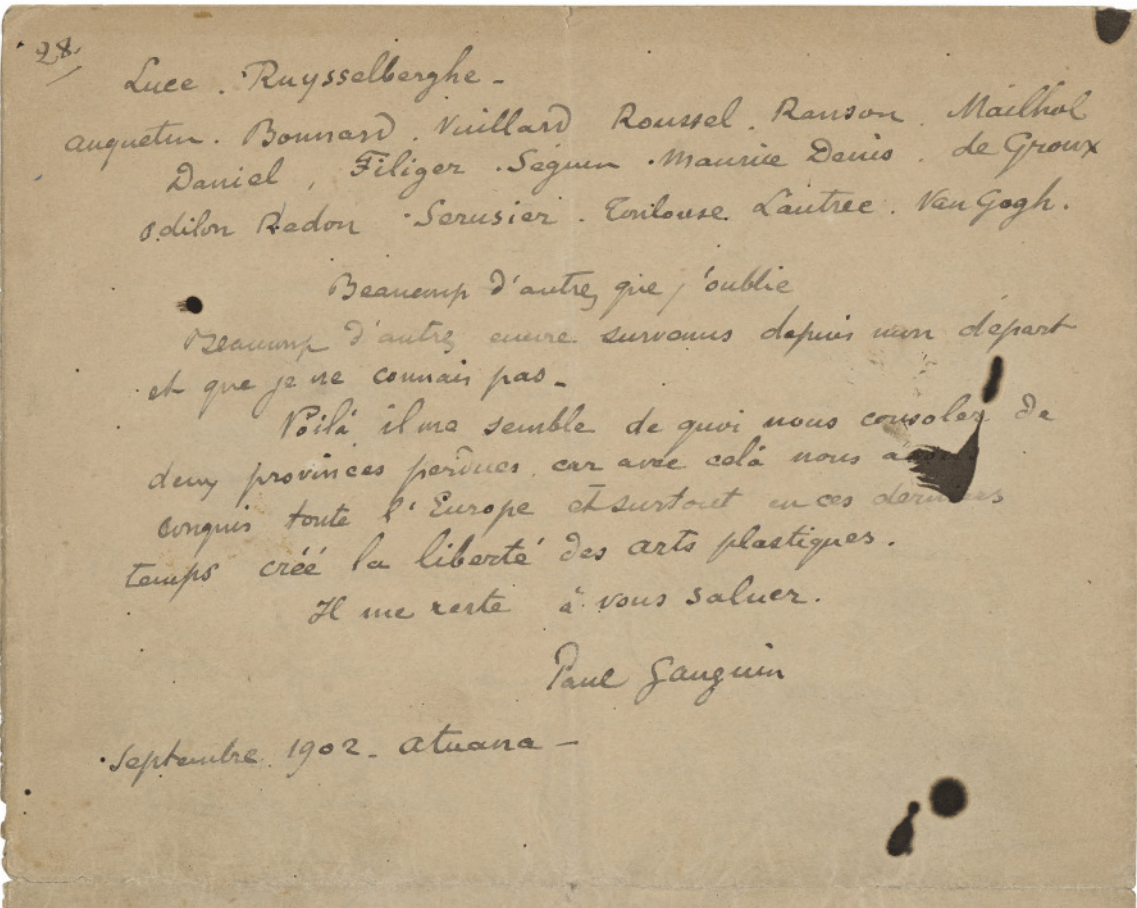 28.
Luce. Ruysselberghe -
Anquetin. Bonnard. Vuillard Roussel. Ranson. Mailhol
Daniel, Filiger. Séguin. Maurice Denis. de Groux
Odilon Redon. Serusier. Toulouse Lautrec. Van Gogh.
Beaucoup d'autres que j'oublie
Beaucoup d'autres encore survenus depuis mon départ
et que je ne connais pas -
Voilà il me semble de quoi nous consoler de
deux provinces perdues, car avec celà nous avons
conquis toute l'Europe et surtout en ces derniers
temps créé la liberté des arts plastiques.
Il me reste à vous saluer.
Paul Gauguin
Septembre 1902 - Atuana -